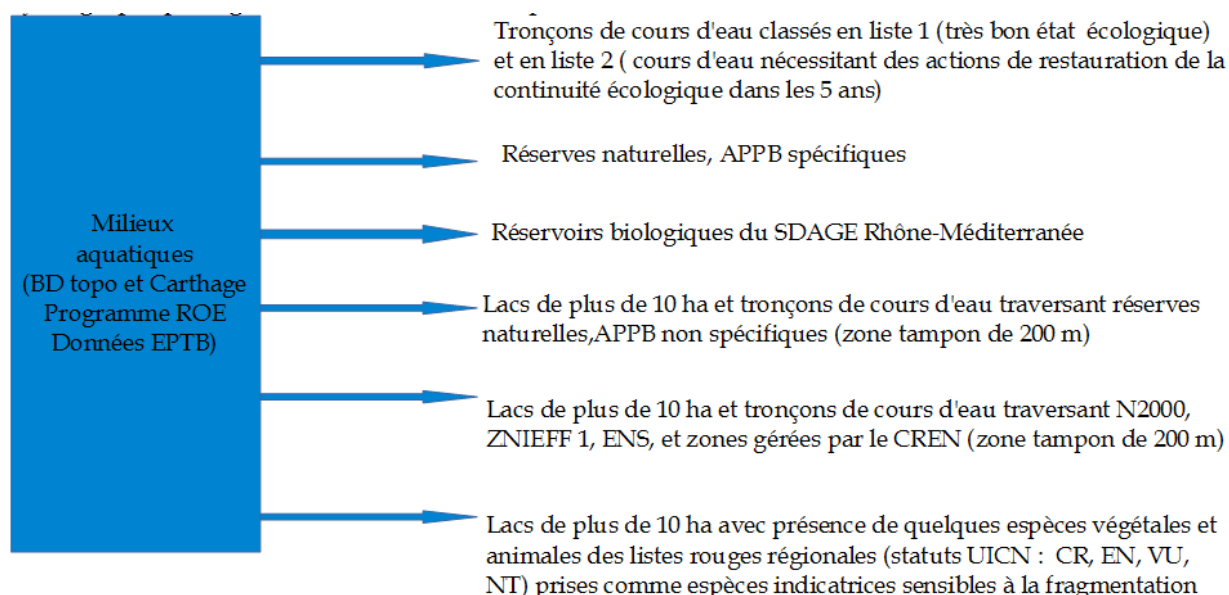 Tronçons de cours d'eau classés en liste 1 (très bon état écologique)
et en liste 2 ( cours d'eau nécessitant des actions de restauration de la
continuité écologique dans les 5 ans)
Réserves naturelles, APPB spécifiques
Milieux
aquatiques
(BD topo et Carthage
Programme ROE
Données EPTB)
Réservoirs biologiques du SDAGE Rhône-Méditerranée
Lacs de plus de 10 ha et tronçons de cours d'eau traversant réserves
naturelles,APPB non spécifiques (zone tampon de 200 m)
Lacs de plus de 10 ha et tronçons de cours d'eau traversant N2000,
ZNIEFF 1, ENS, et zones gérées par le CREN (zone tampon de 200 m)
Lacs de plus de 10 ha avec présence de quelques espèces végétales et
animales des listes rouges régionales (statuts UICN : CR, EN, VU,
NT) prises comme espèces indicatrices sensibles à la fragmentation